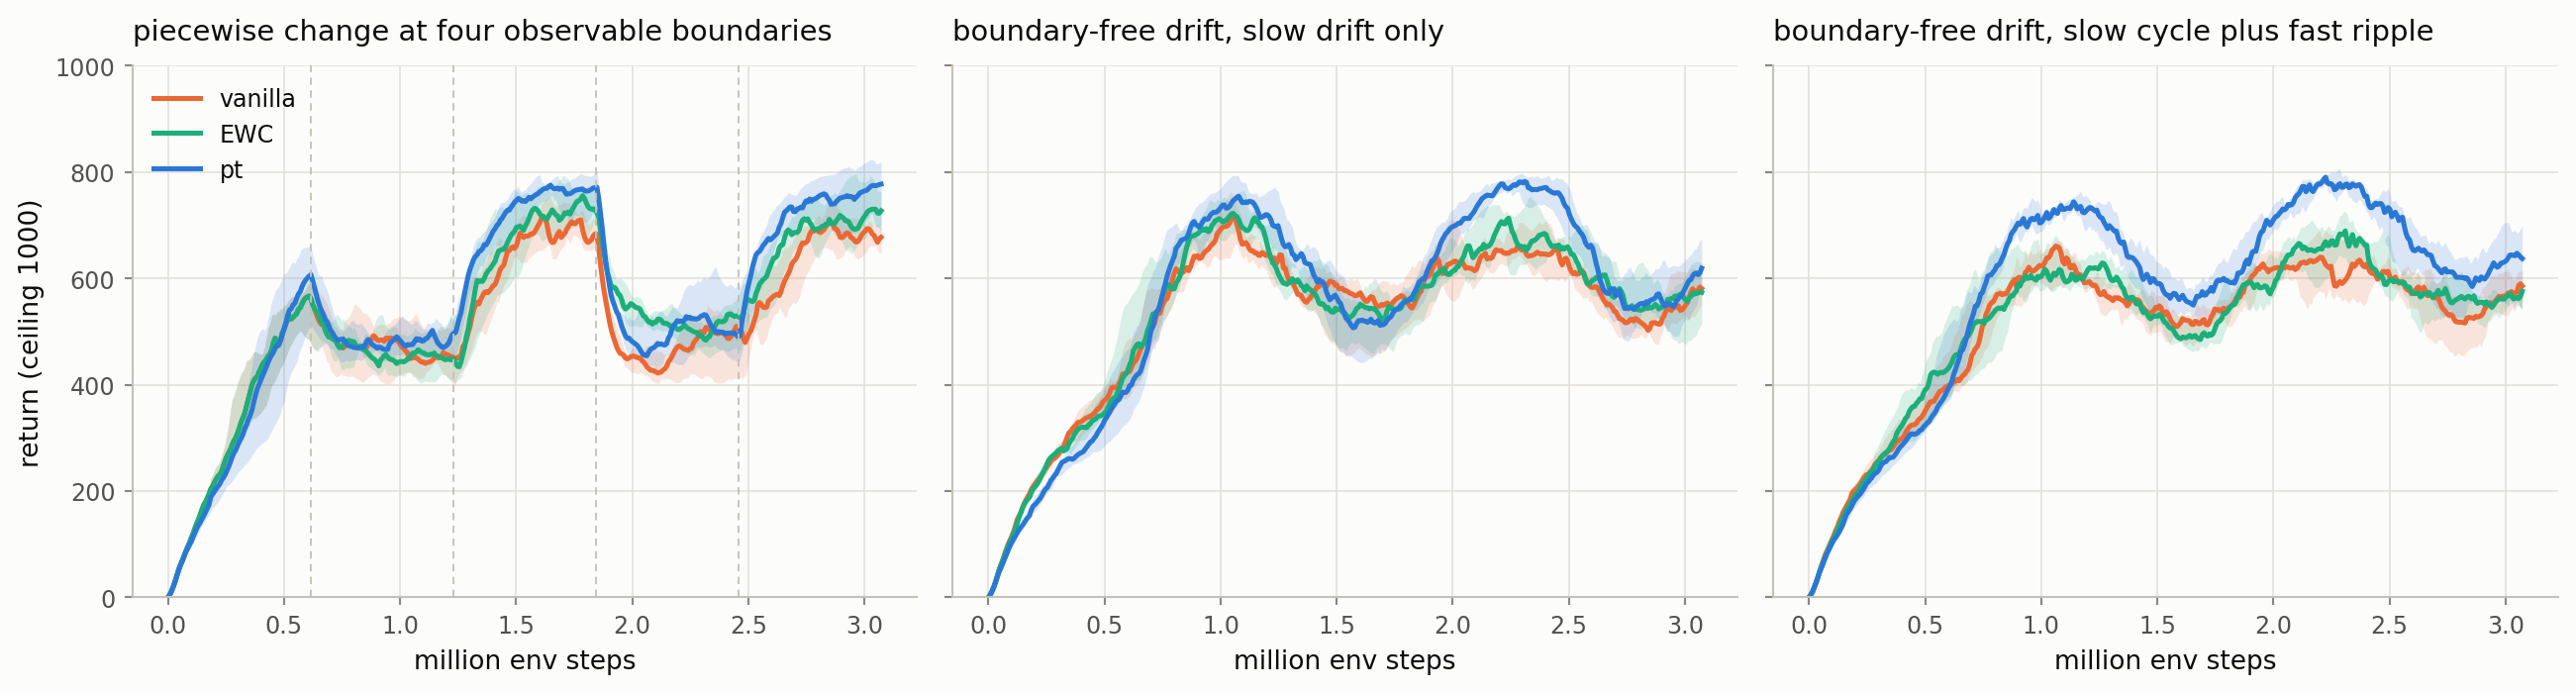 piecewise change at four observable boundaries
boundary-free drift, slow drift only
boundary-free drift, slow cycle plus fast ripple
return (ceiling 1000)
1000
800
600
400
200
0
vanilla
EWC
pt
0.0 0.5 1.0 1.5 2.0 2.5 3.0
0.0 0.5 1.0 1.5 2.0 2.5 3.0
0.0 0.5 1.0 1.5 2.0 2.5 3.0
million env steps
million env steps
million env steps